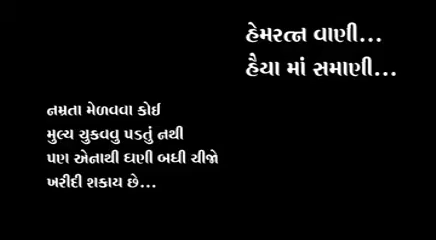 હેમરત્ન વાણી...
હૈયા માં સમાણી...
નમ્રતા મેળવવા કોઈ
મુલ્ય ચુકવવુ પડતું નથી
પણ એનાથી ઘણી બધી ચીજો
ખરીદી શકાય છે...